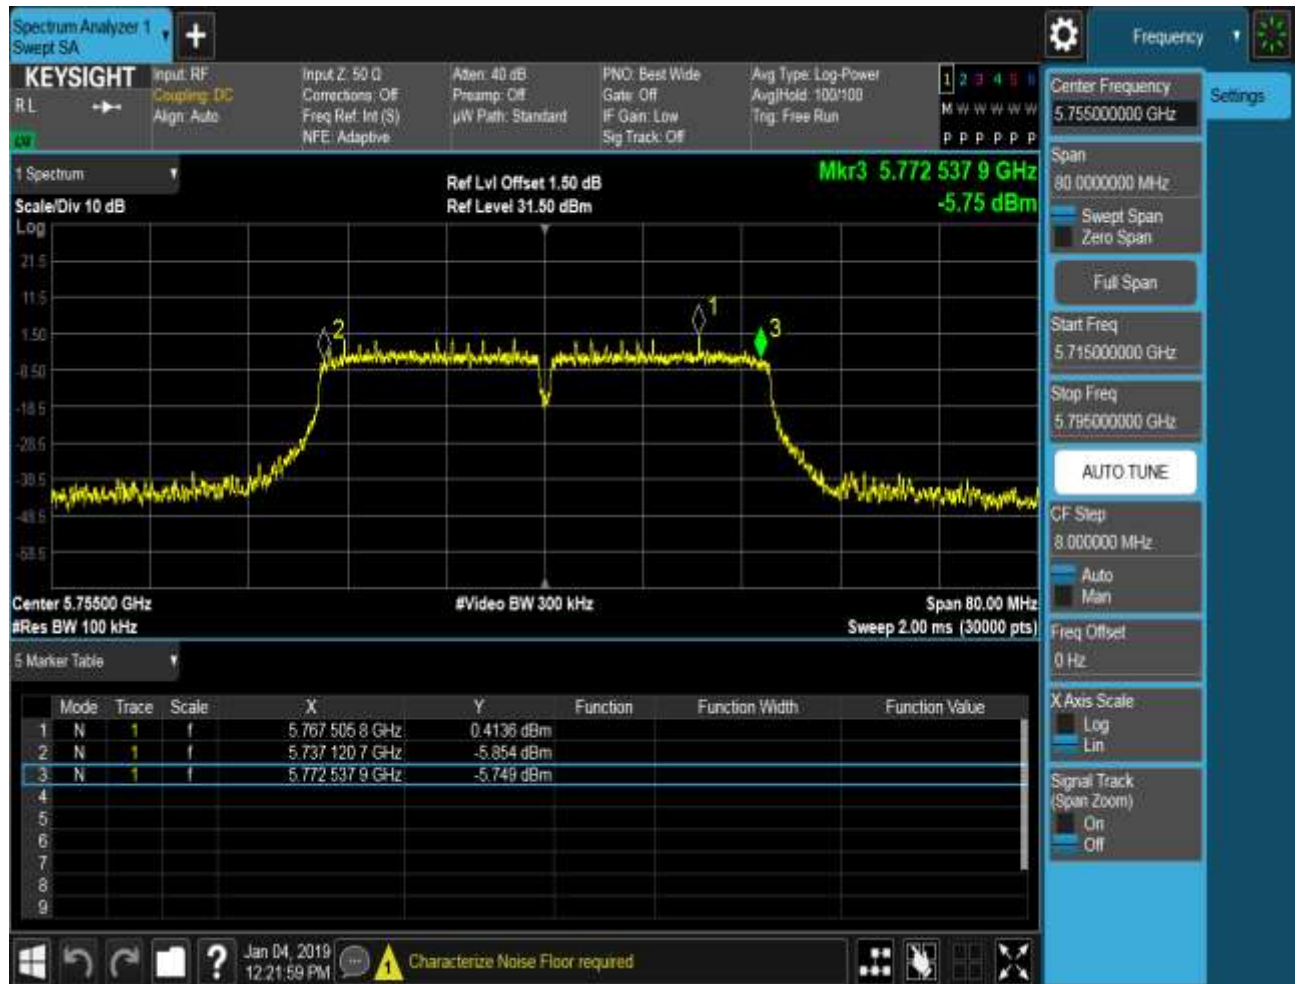 Spectrum Analyzer 1
Swept SA
Frequency
KEYSIGHT
RL
Input: RF
Coupling: DC
Align: Auto
Input Z: 50 Ω
Corrections: Off
Freq Ref: Int (S)
NFE: Adaptive
Atten: 40 dB
Preamp: Off
µW Path: Standard
PNO: Best Wide
Gate: Off
IF Gain: Low
Sig Track: Off
Avg Type: Log-Power
Avg|Hold: 100/100
Trig: Free Run
1 2 3 4 5 6
M W W W W W
P P P P P P
1 Spectrum
Scale/Div 10 dB
Ref Lvl Offset 1.50 dB
Ref Level 31.50 dBm
Mkr3 5.772 537 9 GHz
-5.75 dBm
Log
21.5
11.5
1.50
-8.50
-18.5
-28.5
-38.5
-48.5
-58.5
1
2
3
Center 5.75500 GHz
#Res BW 100 kHz
#Video BW 300 kHz
Span 80.00 MHz
Sweep 2.00 ms (30000 pts)
5 Marker Table
Mode Trace Scale X Y Function Function Width Function Value
1 N 1 f 5.767 505 8 GHz 0.4136 dBm
2 N 1 f 5.737 120 7 GHz -5.854 dBm
3 N 1 f 5.772 537 9 GHz -5.749 dBm
4
5
6
7
8
9
Center Frequency
5.755000000 GHz
Settings
Span
80.0000000 MHz
Swept Span
Zero Span
Full Span
Start Freq
5.715000000 GHz
Stop Freq
5.795000000 GHz
AUTO TUNE
CF Step
8.000000 MHz
Auto
Man
Freq Offset
0 Hz
X Axis Scale
Log
Lin
Signal Track
(Span Zoom)
On
Off
?
Jan 04, 2019
12:21:59 PM
1
Characterize Noise Floor required